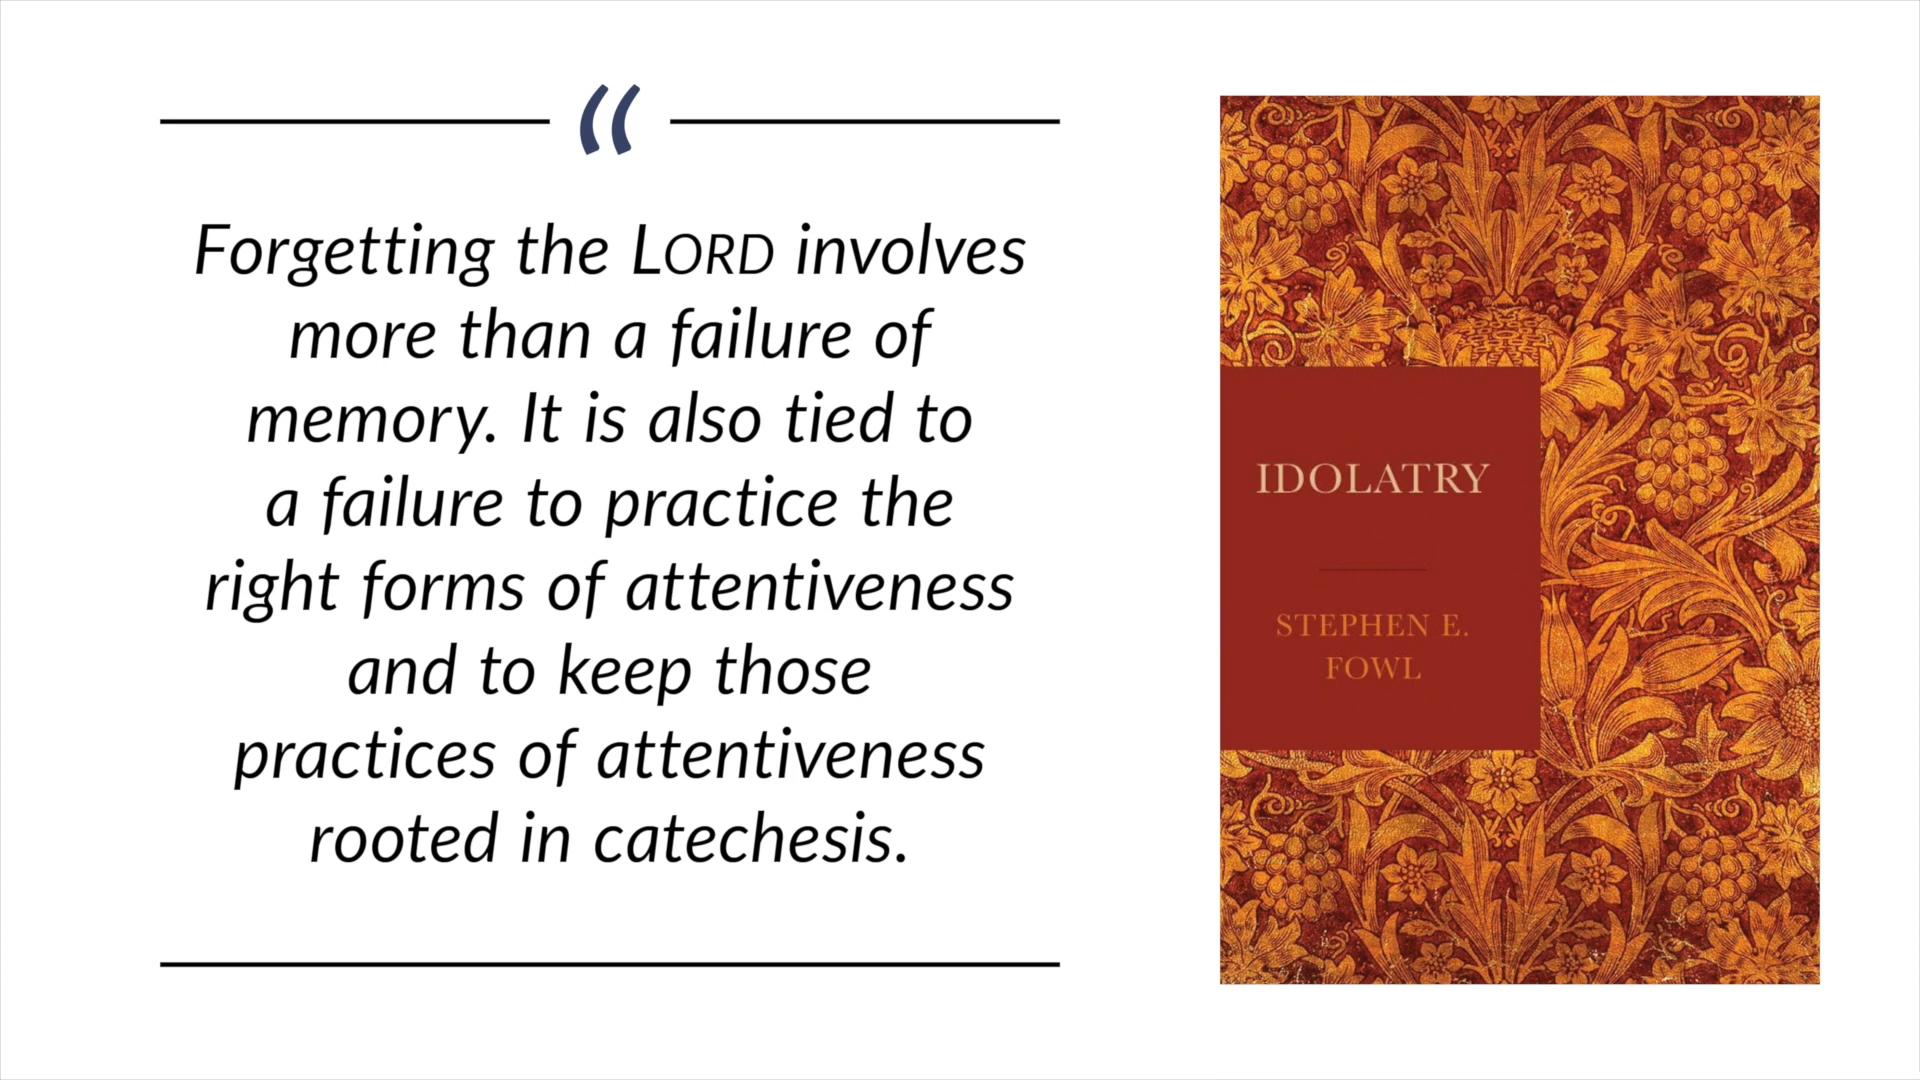 “
Forgetting the LORD involves
more than a failure of
memory. It is also tied to
a failure to practice the
right forms of attentiveness
and to keep those
practices of attentiveness
rooted in catechesis.
IDOLATRY
STEPHEN E.
FOWL